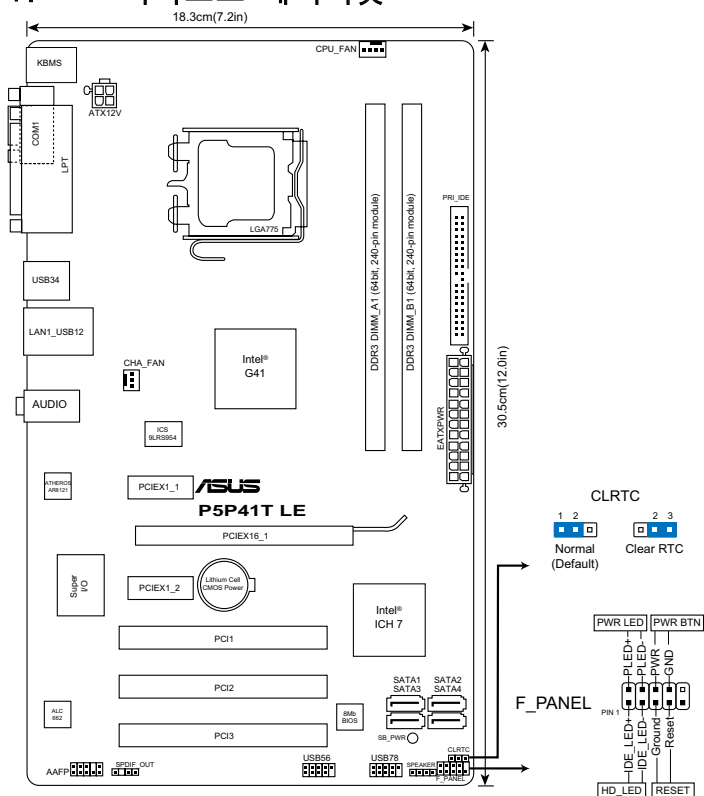 18.3cm(7.2in)
CPU_FAN
KBMS
ATX12V
COM1
LPT
LGA775
DDR3 DIMM_A1 (64bit, 240-pin module)
DDR3 DIMM_B1 (64bit, 240-pin module)
PRI_IDE
30.5cm(12.0in)
USB34
LAN1_USB12
CHA_FAN
Intel®
G41
EATXPWR
AUDIO
ICS
9LRS954
ATHEROS
AR8121
PCIEX1_1
ASUS
P5P41T LE
PCIEX16_1
CLRTC
1 2
2 3
Normal
(Default)
Clear RTC
Super
I/O
PCIEX1_2
Lithium Cell
CMOS Power
Intel®
ICH 7
PCI1
PCI2
PCI3
SATA1
SATA2
SATA3
SATA4
ALC
662
8Mb
BIOS
SB_PWR
PWR LED
PWR BTN
PLED+
PLED-
PWR
GND
F_PANEL
PIN 1
IDE_LED+
IDE_LED-
Ground
Reset
HD_LED
RESET
AAFP
SPDIF_OUT
USB56
USB78
SPEAKER
CLRTC
F_PANEL